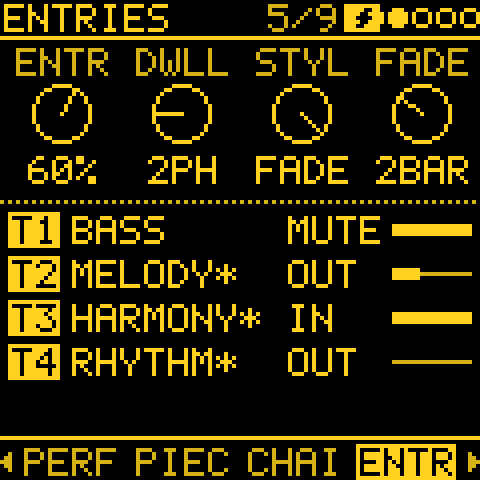 ENTRIES 5/9 f
ENTR DWLL STYL FADE
60% 2PH FADE 2BAR
T1 BASS MUTE
T2 MELODY* OUT
T3 HARMONY* IN
T4 RHYTHM* OUT
PERF PIEC CHAI ENTR